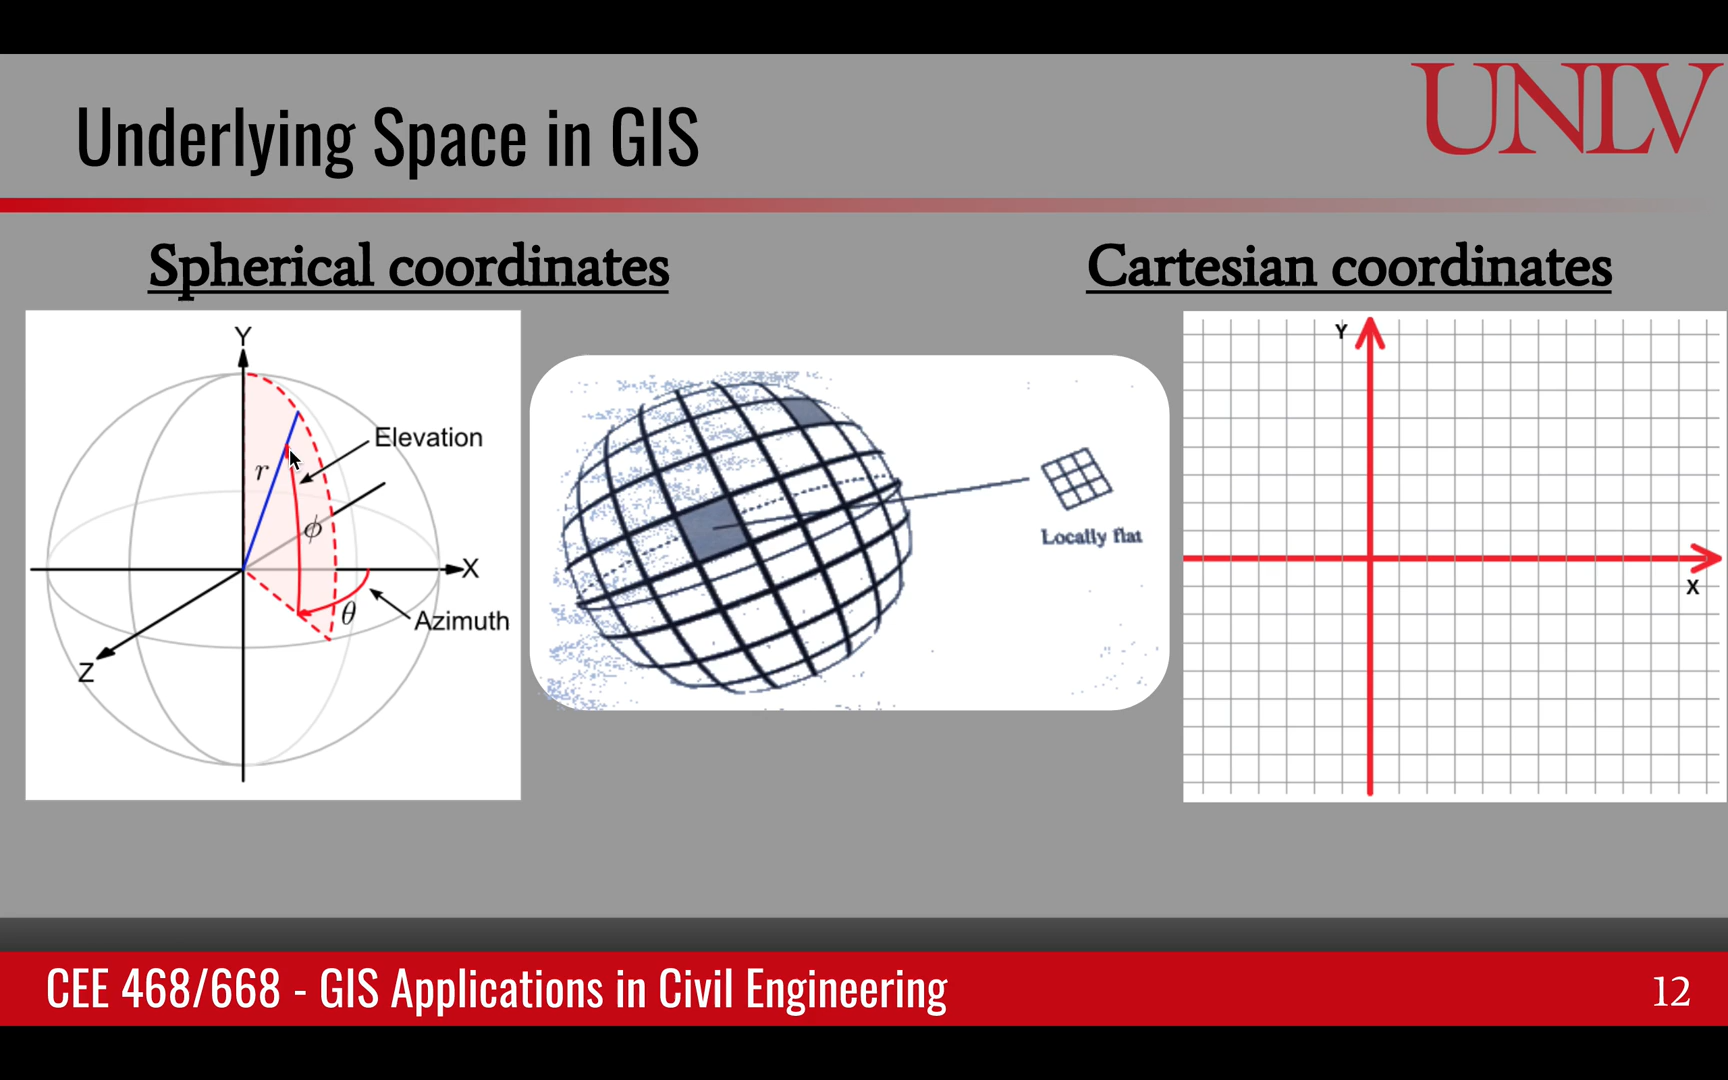 UNLV
Underlying Space in GIS
Spherical coordinates
Cartesian coordinates
Y
Elevation
r
ϕ
X
θ
Azimuth
Z
Locally flat
Y
X
CEE 468/668 - GIS Applications in Civil Engineering
12